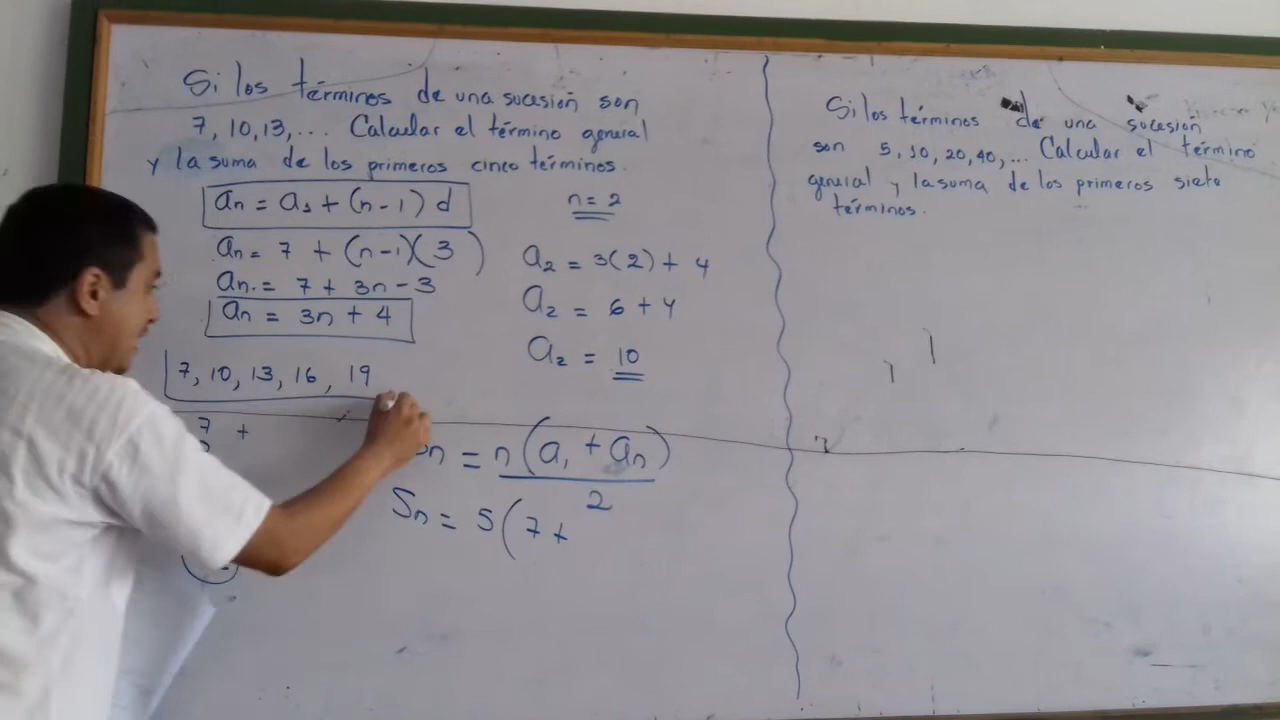 Si los términos de una sucesión son
7, 10, 13, ... Calcular el término general
y la suma de los primeros cinco términos.
an = a1 + (n-1) d
an = 7 + (n-1)(3)
an = 7 + 3n - 3
an = 3n + 4
7, 10, 13, 16, 19
7 +
n = 2
a2 = 3(2) + 4
a2 = 6 + 4
a2 = 10
n = n(a1 + an)
2
Sn = 5(7 +
Si los términos de una sucesión
son 5, 10, 20, 40, ... Calcular el término
general y la suma de los primeros siete
términos.